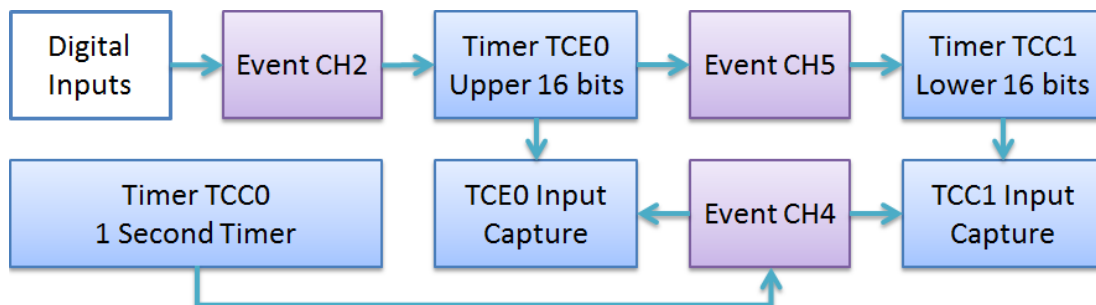 Digital
Inputs
Event CH2
Timer TCE0
Upper 16 bits
Event CH5
Timer TCC1
Lower 16 bits
Timer TCC0
1 Second Timer
TCE0 Input
Capture
Event CH4
TCC1 Input
Capture